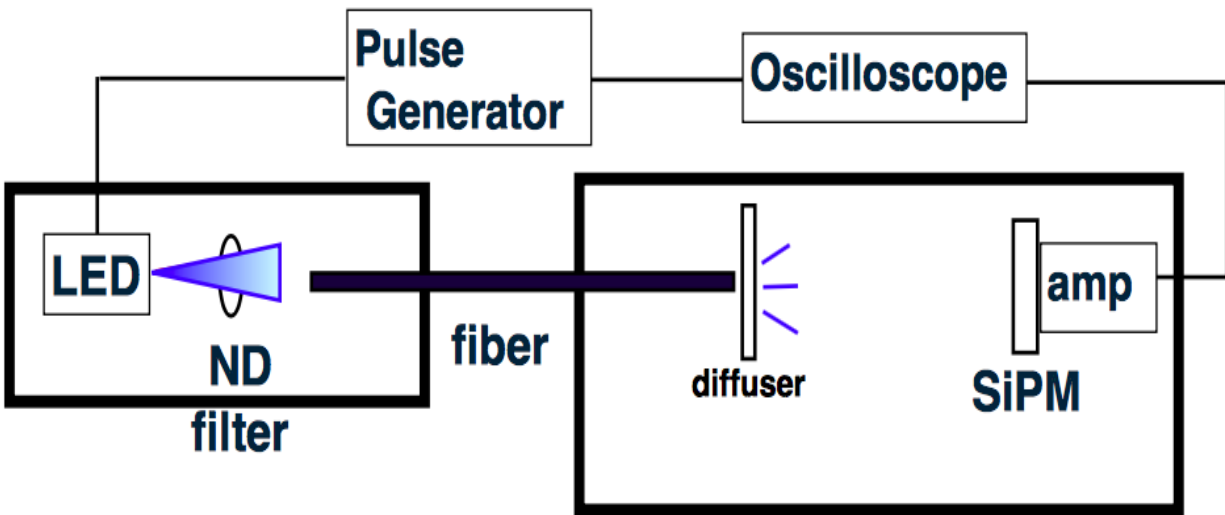 Pulse
Generator
Oscilloscope
LED
ND
filter
fiber
diffuser
amp
SiPM